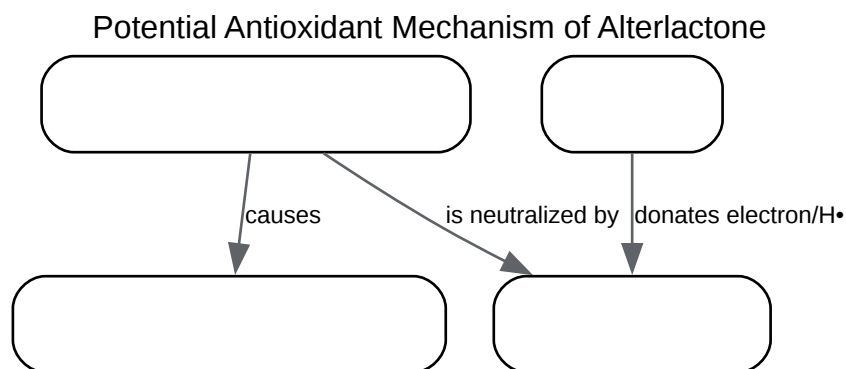 Potential Antioxidant Mechanism of Alterlactone
causes
is neutralized by
donates electron/H•